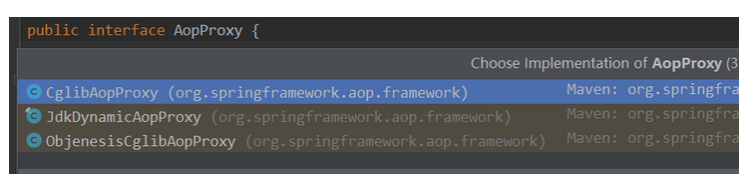 public interface AopProxy {
Choose Implementation of AopProxy (3
CglibAopProxy (org.springframework.aop.framework) Maven: org.springfra
JdkDynamicAopProxy (org.springframework.aop.framework) Maven: org.springfra
ObjenesisCglibAopProxy (org.springframework.aop.framework) Maven: org.springfra